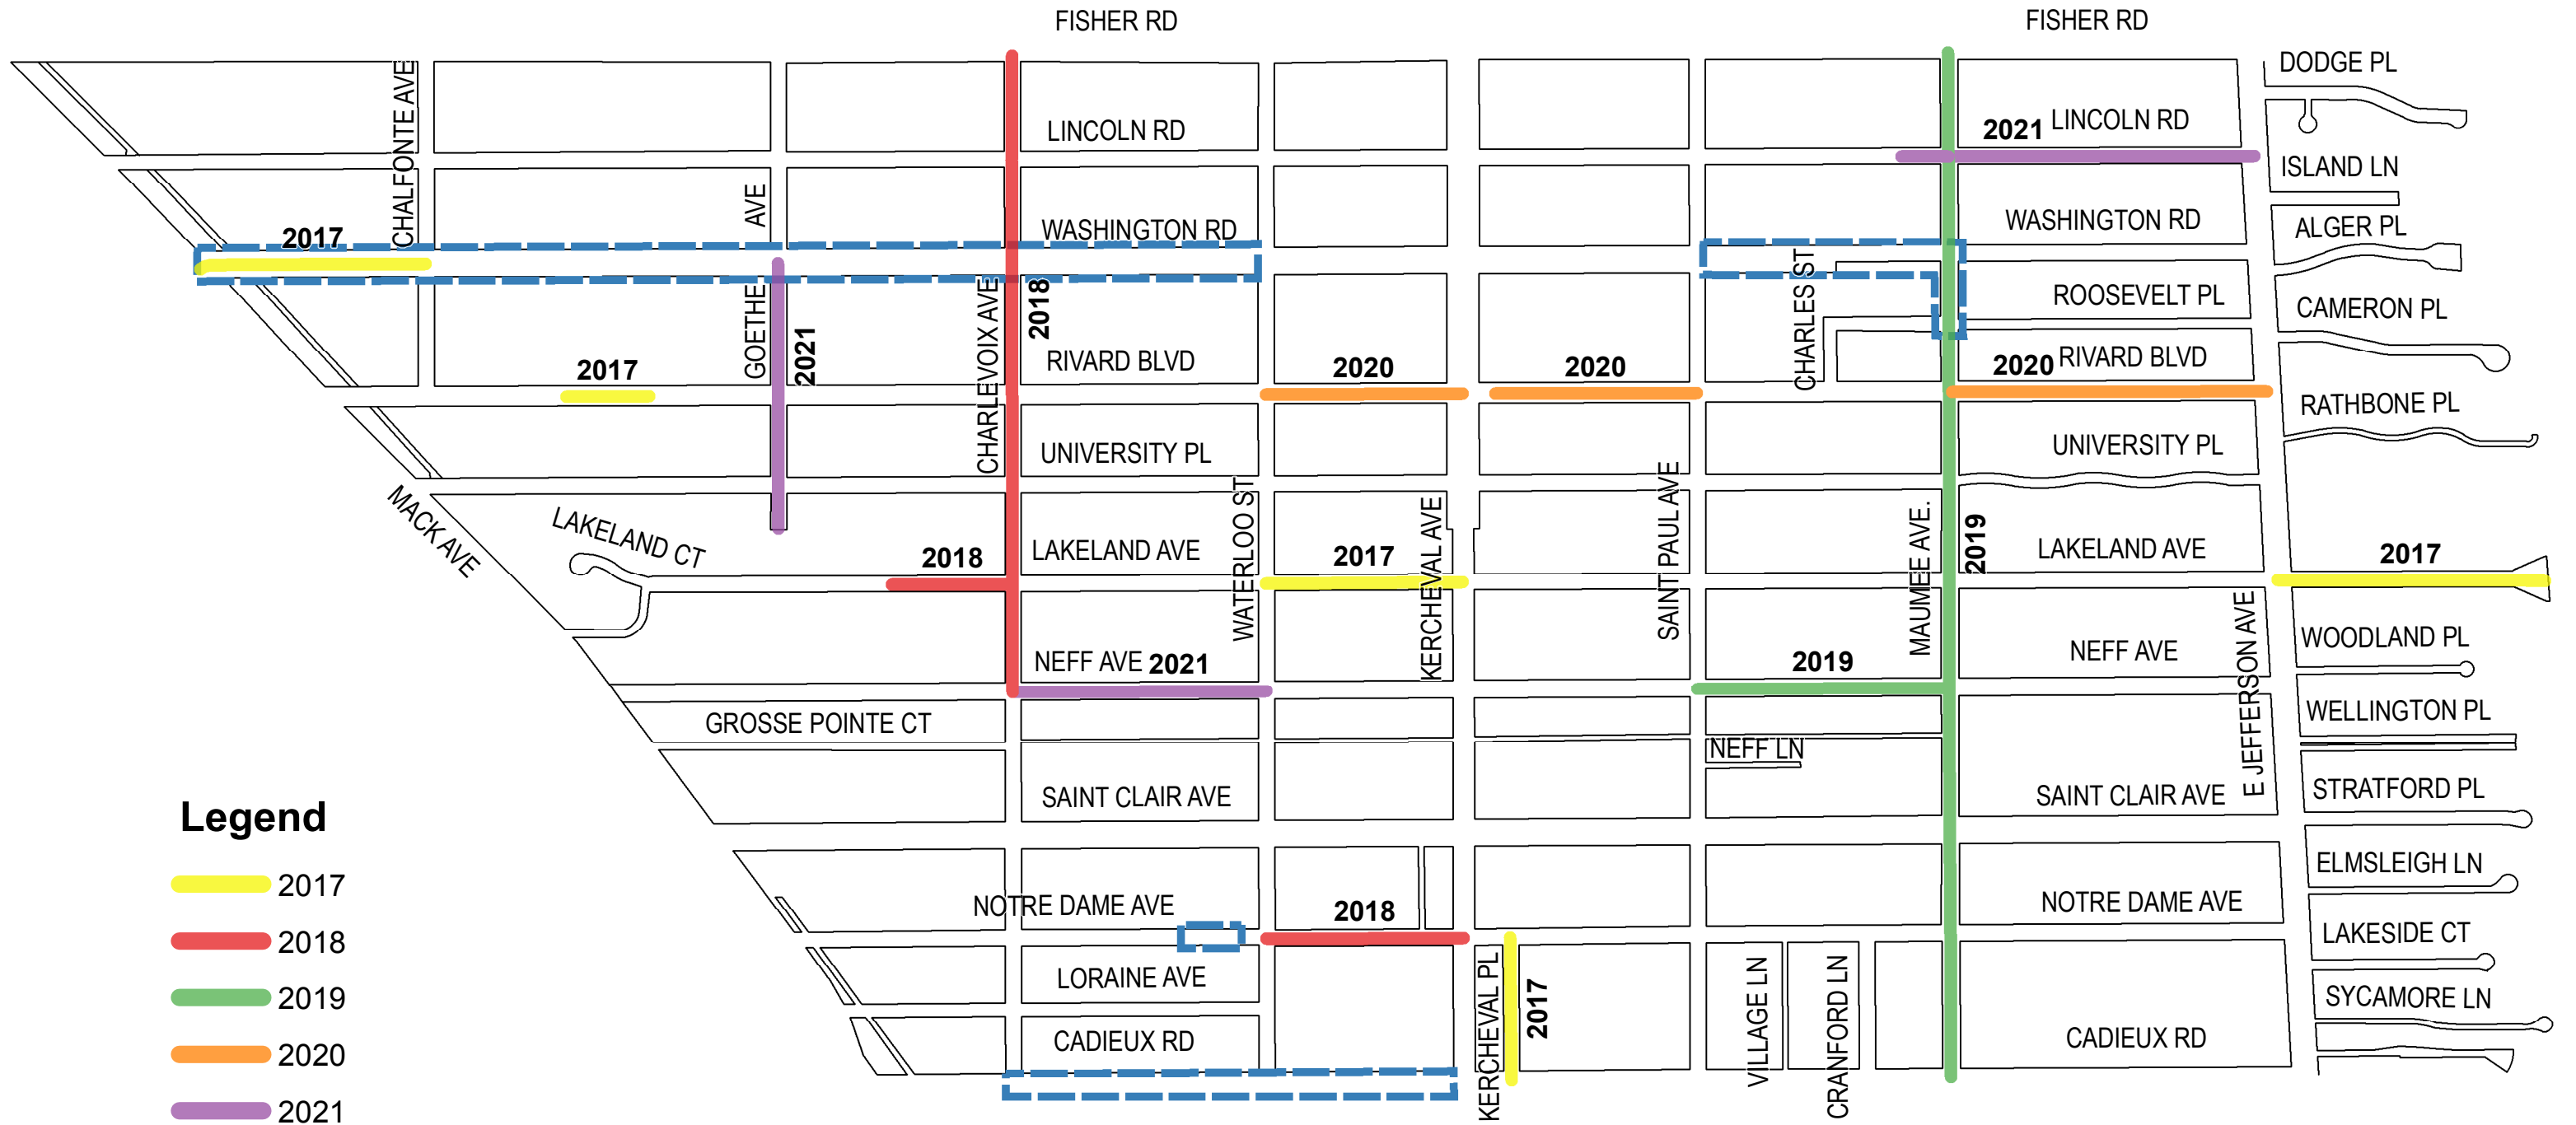 FISHER RD
FISHER RD
DODGE PL
CHALFONTE AVE
LINCOLN RD
2021 LINCOLN RD
ISLAND LN
AVE
WASHINGTON RD
WASHINGTON RD
ALGER PL
2017
GOETHE
2021
CHARLEVOIX AVE
2018
CHARLES ST
ROOSEVELT PL
CAMERON PL
2017
RIVARD BLVD
2020
2020
2020 RIVARD BLVD
RATHBONE PL
UNIVERSITY PL
UNIVERSITY PL
MACK AVE
LAKELAND CT
2018
LAKELAND AVE
WATERLOO ST
2017
KERCHEVAL AVE
SAINT PAUL AVE
MAUMEE AVE.
2019
LAKELAND AVE
2017
NEFF AVE 2021
2019
NEFF AVE
E JEFFERSON AVE
WOODLAND PL
GROSSE POINTE CT
NEFF LN
WELLINGTON PL
SAINT CLAIR AVE
SAINT CLAIR AVE
STRATFORD PL
ELMSLEIGH LN
NOTRE DAME AVE
2018
NOTRE DAME AVE
LAKESIDE CT
LORAINE AVE
KERCHEVAL PL
2017
VILLAGE LN
CRANFORD LN
SYCAMORE LN
CADIEUX RD
CADIEUX RD
Legend
2017
2018
2019
2020
2021